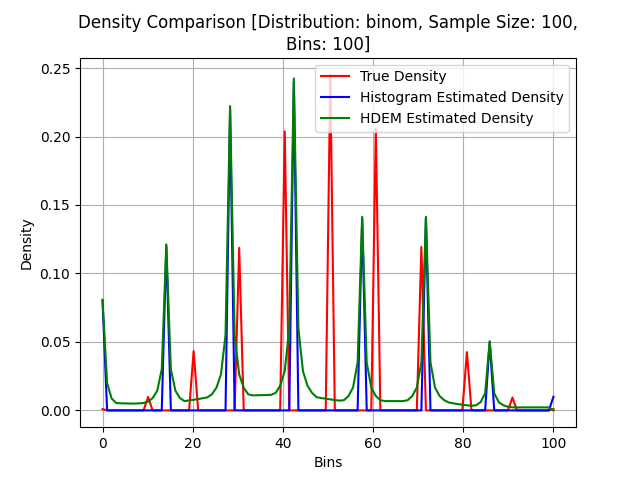 Density Comparison [Distribution: binom, Sample Size: 100,
Bins: 100]
True Density
Histogram Estimated Density
HDEM Estimated Density
0.25
0.20
0.15
0.10
0.05
0.00
Density
0 20 40 60 80 100
Bins